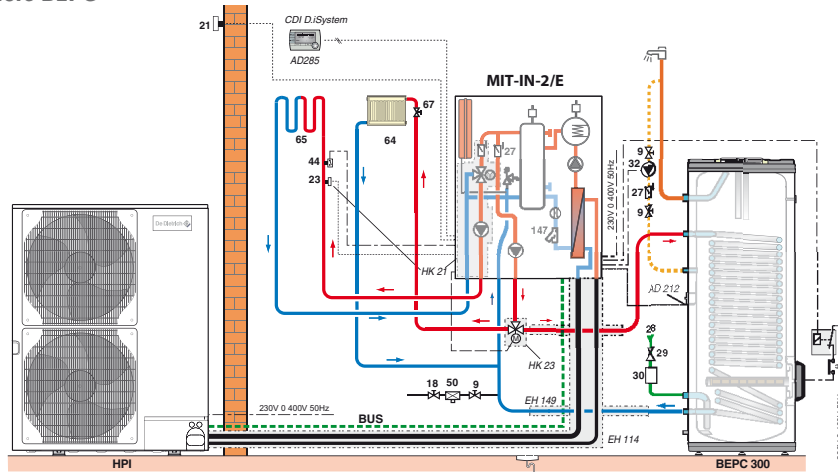 21
CDI D.iSystem
AD285
MIT-IN-2/E
67
65
64
44
23
27
147
M
HK 21
230V 0 400V 50Hz
9
32
27
9
De Dietrich
AD 212
M
HK 23
28
29
30
18
50
9
EH 149
230V 0 400V 50Hz
BUS
EH 114
HPI
BEPC 300